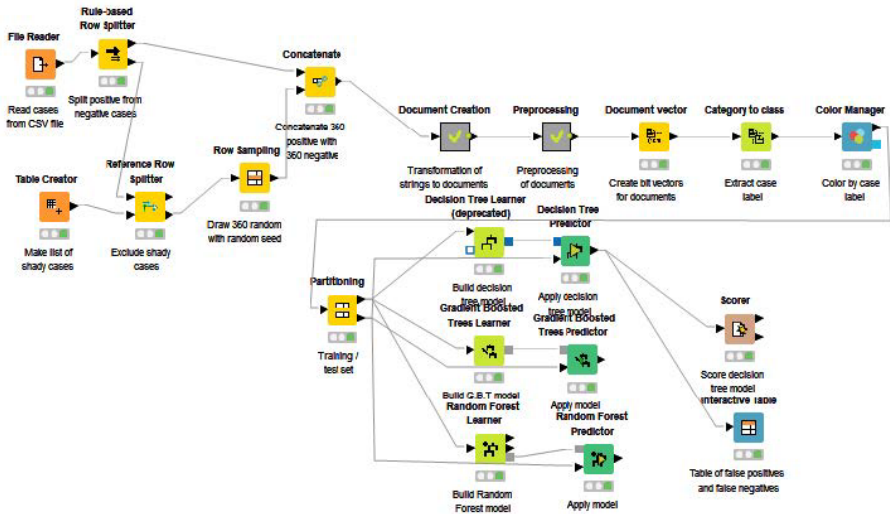 Rule-based
Row Splitter
File Reader
Read cases
from CSV file
Split postive from
negative cases
Concatenate
Concatenate 360
positive with
360 negative
Table Creator
Make list of
shady cases
Reference Row
Splitter
Exclude shady
cases
Row Sampling
Draw 360 random
with random seed
Document Creation
Transformation of
strings to documents
Preprocessing
Preprocessing
of documents
Document vector
Create bit vectors
for documents
Category to class
Extract case
label
Color Manager
Color by case
label
Partitioning
Training /
test set
Decision Tree Learner
(deprecated)
Build decision
tree model
Decision Tree
Predictor
Apply decision
tree model
Gradient Boosted
Trees Learner
Build G.B.T model
Gradient Boosted
Trees Predictor
Apply model
Random Forest
Learner
Build Random
Forest model
Random Forest
Predictor
Apply model
Scorer
Score decision
tree model
Interactive Table
Table of false positives
and false negatives